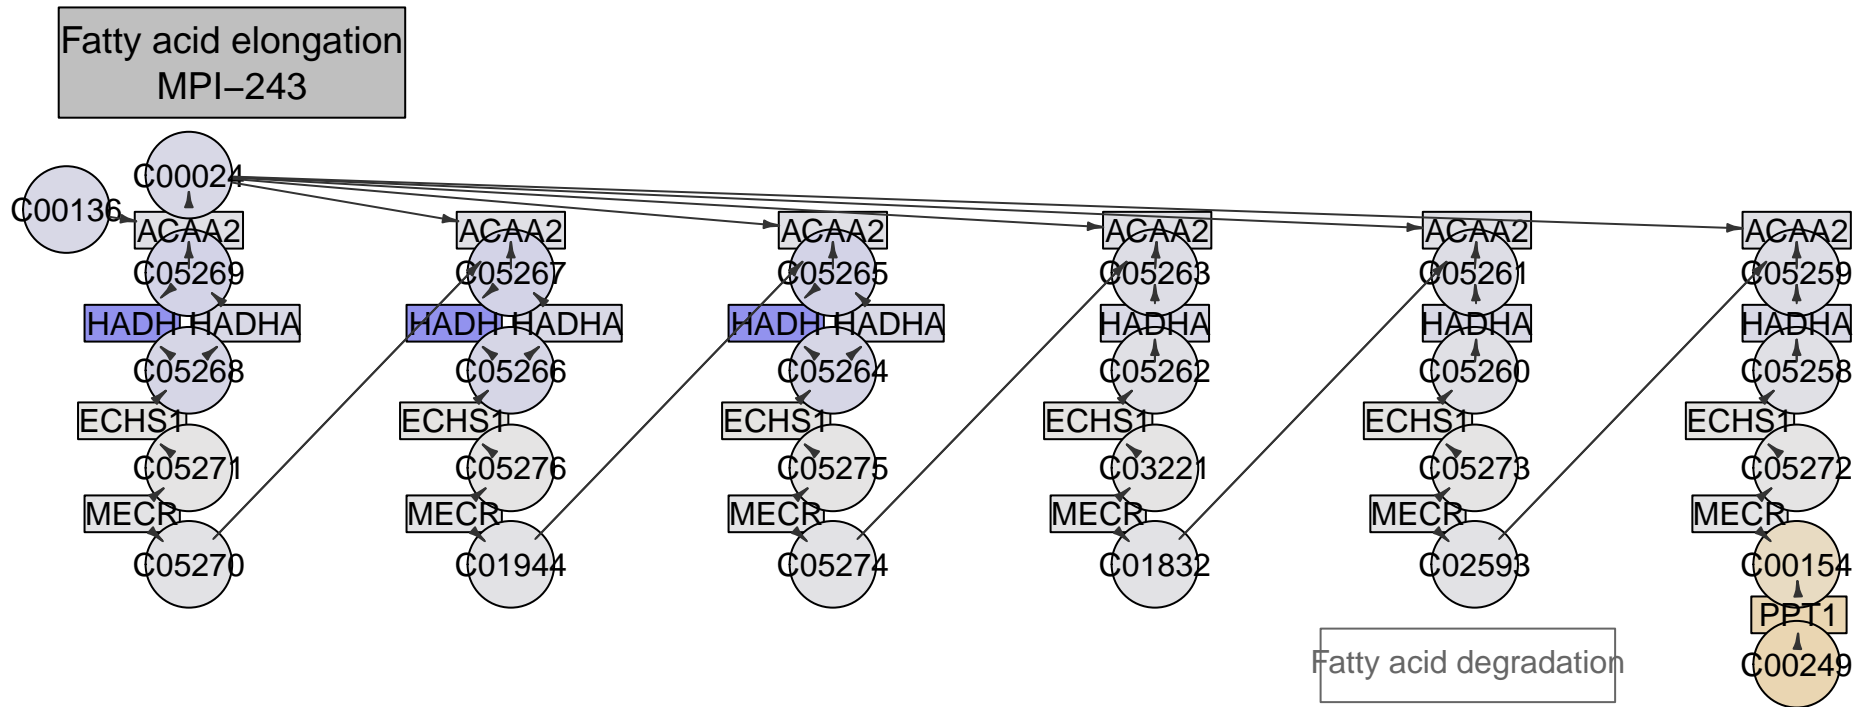 Fatty acid elongation
MPI−243
C00024
C00136
ACAA2 ACAA2 ACAA2 ACAA2 ACAA2 ACAA2
C05269 C05267 C05265 C05263 C05261 C05259
HADH HADHA HADH HADHA HADH HADHA HADHA HADHA HADHA
C05268 C05266 C05264 C05262 C05260 C05258
ECHS1 ECHS1 ECHS1 ECHS1 ECHS1 ECHS1
C05271 C05276 C05275 C03221 C05273 C05272
MECR MECR MECR MECR MECR MECR
C05270 C01944 C05274 C01832 C02593 C00154
PPT1
Fatty acid degradation
C00249